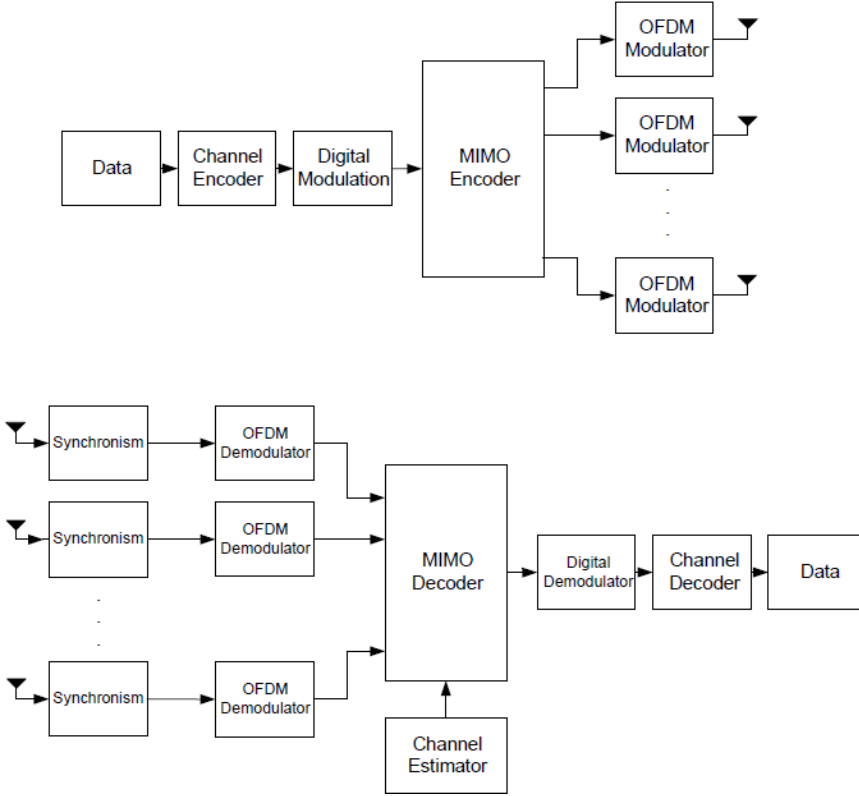 OFDM
Modulator
OFDM
Modulator
Data
Channel
Encoder
Digital
Modulation
MIMO
Encoder
OFDM
Modulator
Synchronism
OFDM
Demodulator
Synchronism
OFDM
Demodulator
MIMO
Decoder
Digital
Demodulator
Channel
Decoder
Data
Synchronism
OFDM
Demodulator
Channel
Estimator